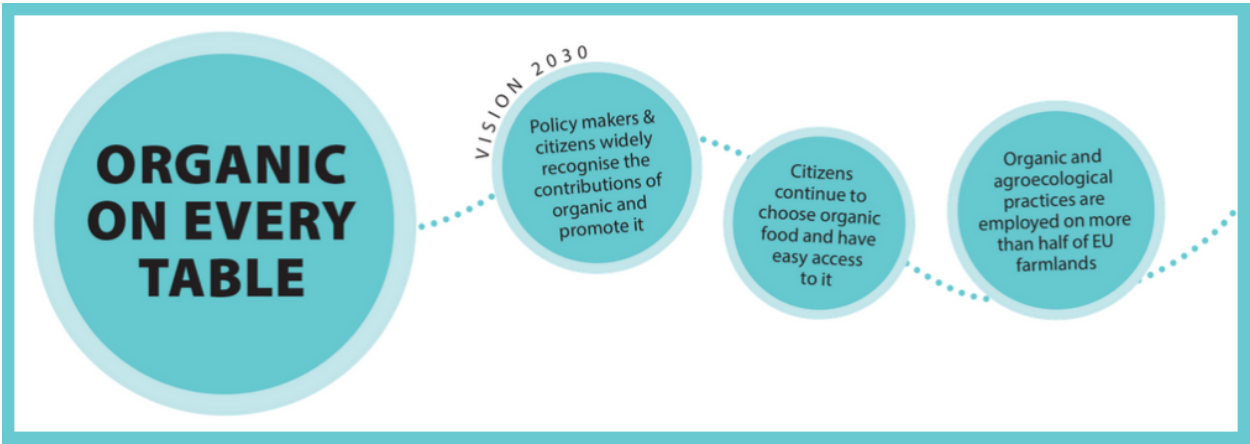 ORGANIC
ON EVERY
TABLE
VISION 2030
Policy makers &
citizens widely
recognise the
contributions of
organic and
promote it
Citizens
continue to
choose organic
food and have
easy access
to it
Organic and
agroecological
practices are
employed on more
than half of EU
farmlands